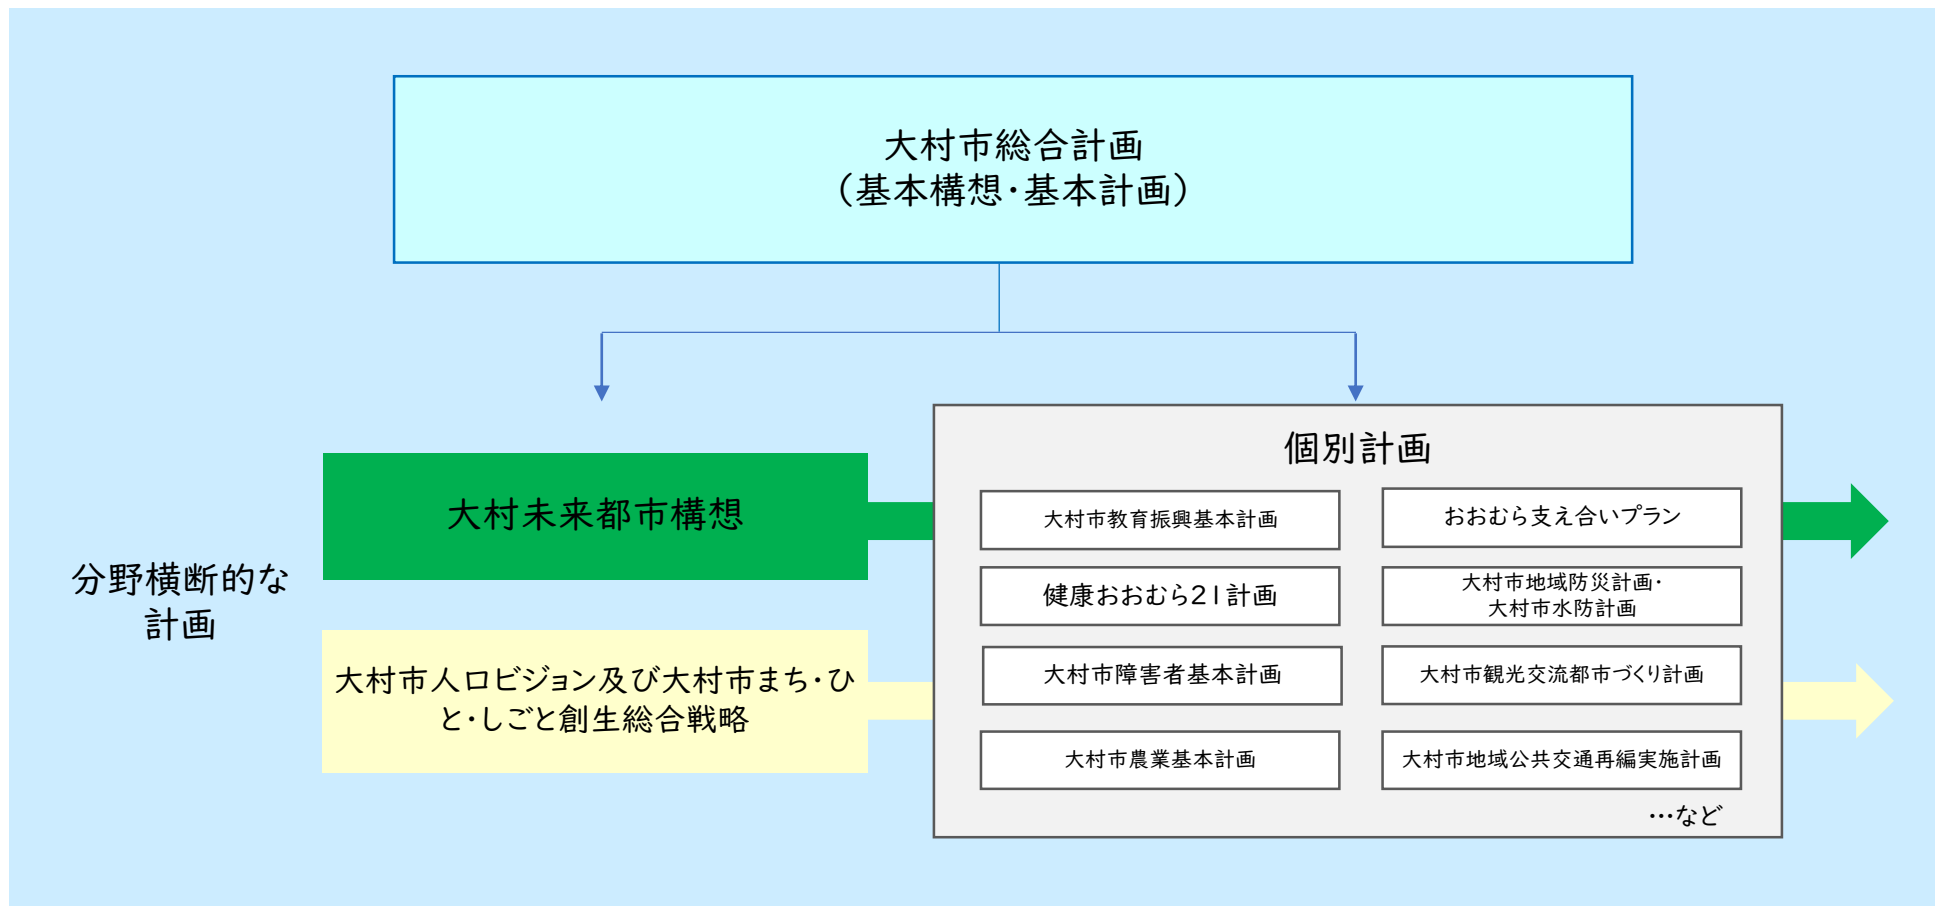 大村市総合計画
（基本構想・基本計画）
分野横断的な
計画
大村未来都市構想
大村市人口ビジョン及び大村市まち・ひ
と・しごと創生総合戦略
個別計画
大村市教育振興基本計画
おおむら支え合いプラン
健康おおむら21計画
大村市地域防災計画・
大村市水防計画
大村市障害者基本計画
大村市観光交流都市づくり計画
大村市農業基本計画
大村市地域公共交通再編実施計画
…など